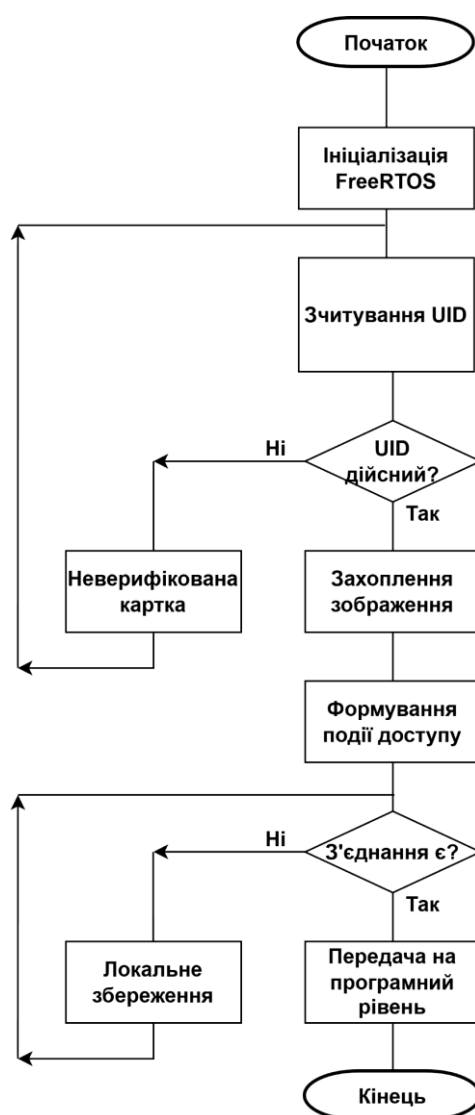 Початок
Ініціалізація
FreeRTOS
Зчитування UID
Ні
UID
дійсний?
Так
Неверифікована
картка
Захоплення
зображення
Формування
події доступу
Ні
З'єднання є?
Так
Локальне
збереження
Передача на
програмний
рівень
Кінець